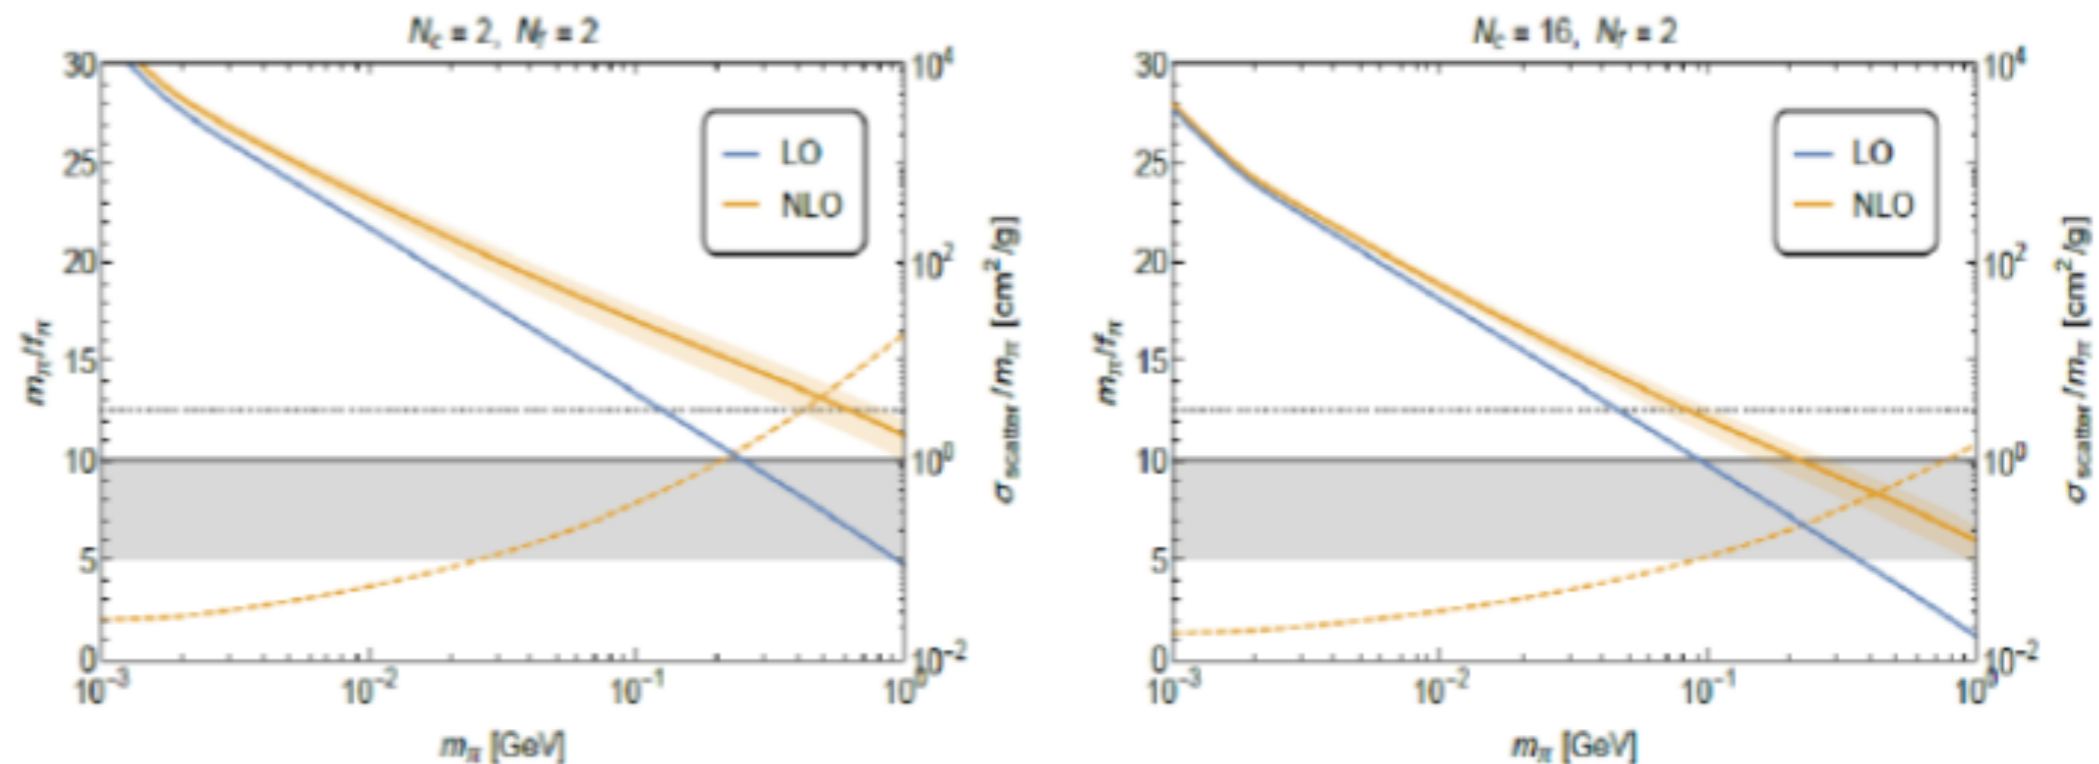 N_c = 2, N_f = 2
30
25
20
15
10
5
0
m_π/f_π
10^4
10^2
10^0
10^-2
σ_scatter/m_π [cm^2/g]
LO
NLO
10^-3
10^-2
10^-1
10^0
m_π [GeV]
N_c = 16, N_f = 2
30
25
20
15
10
5
0
m_π/f_π
10^4
10^2
10^0
10^-2
σ_scatter/m_π [cm^2/g]
LO
NLO
10^-3
10^-2
10^-1
10^0
m_π [GeV]